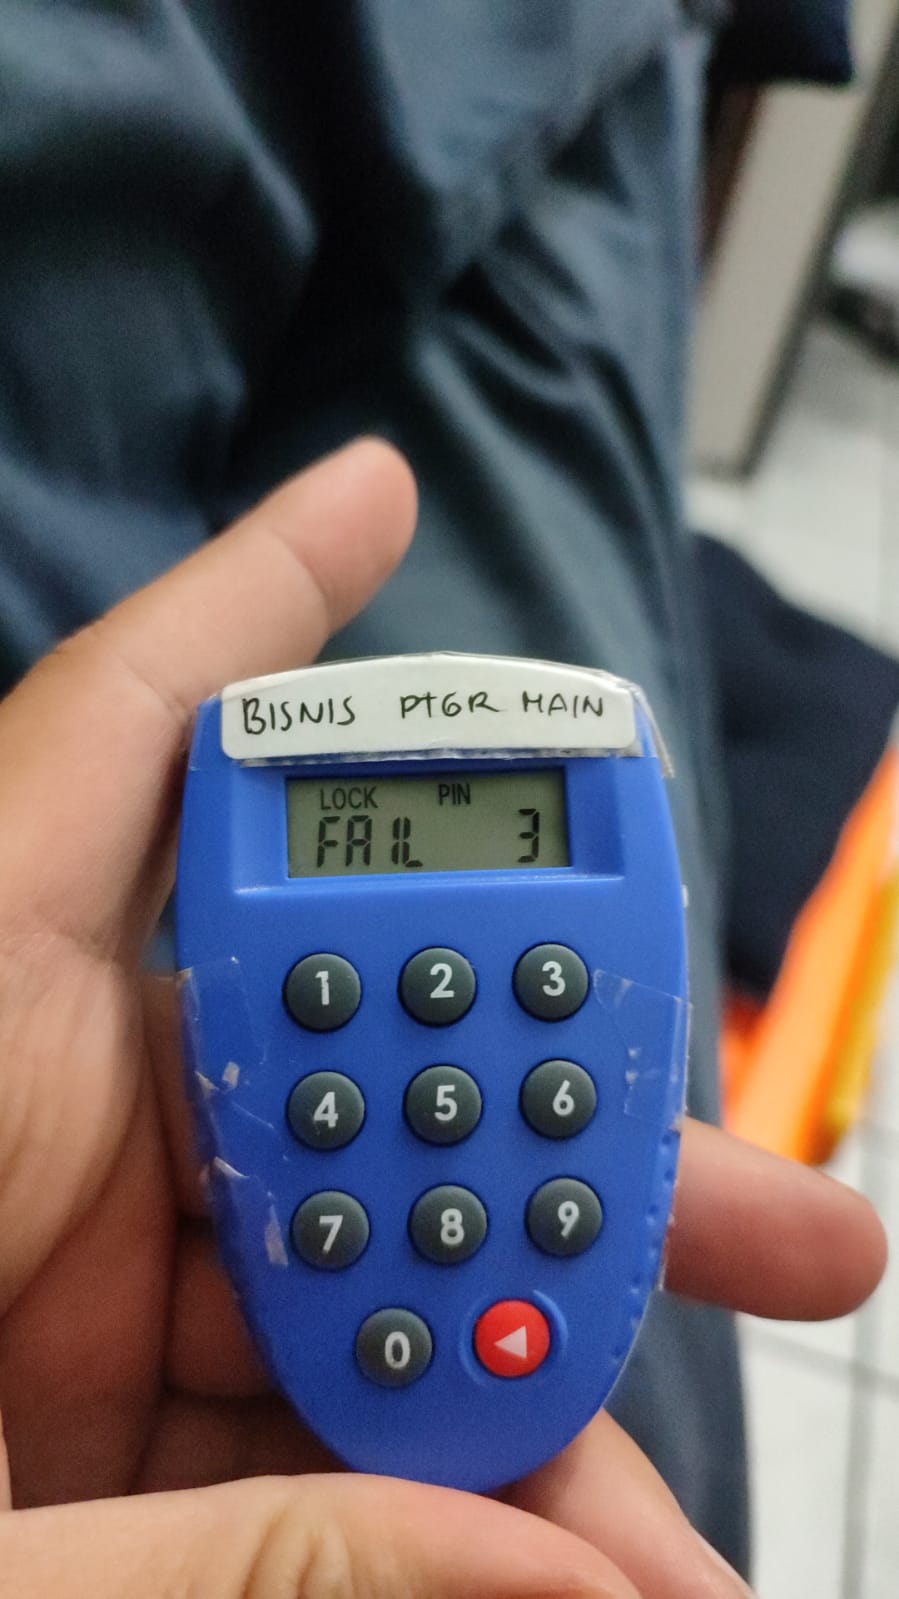 BISNIS PTGR MAIN
LOCK PIN
FAIL 3
1 2 3
4 5 6
7 8 9
0